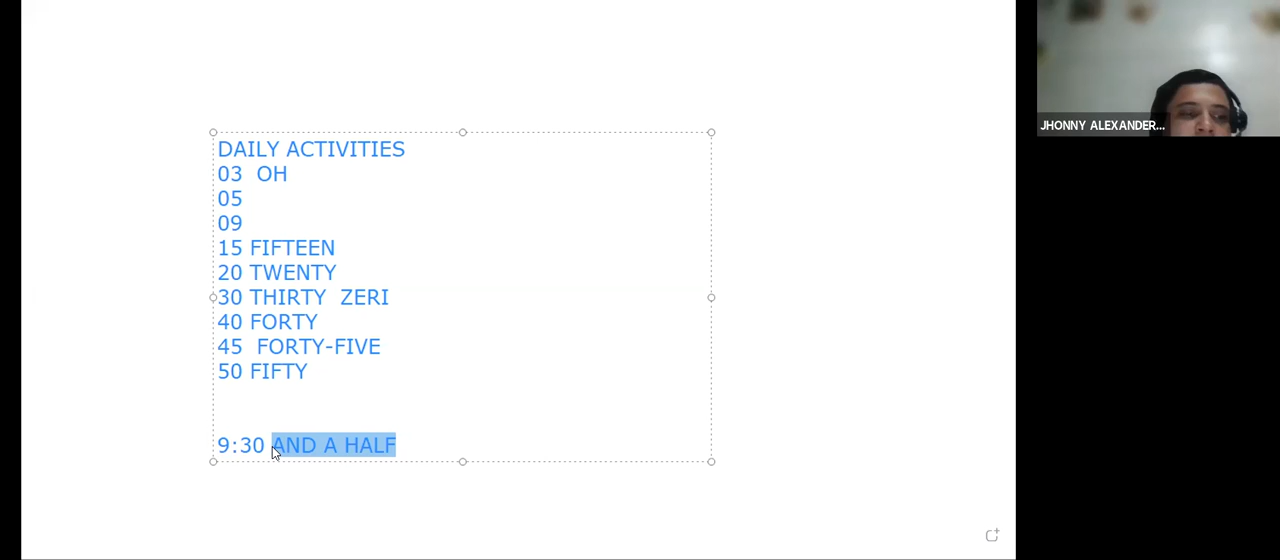 DAILY ACTIVITIES
03 OH
05
09
15 FIFTEEN
20 TWENTY
30 THIRTY ZERI
40 FORTY
45 FORTY-FIVE
50 FIFTY
9:30 AND A HALF
JHONNY ALEXANDER...